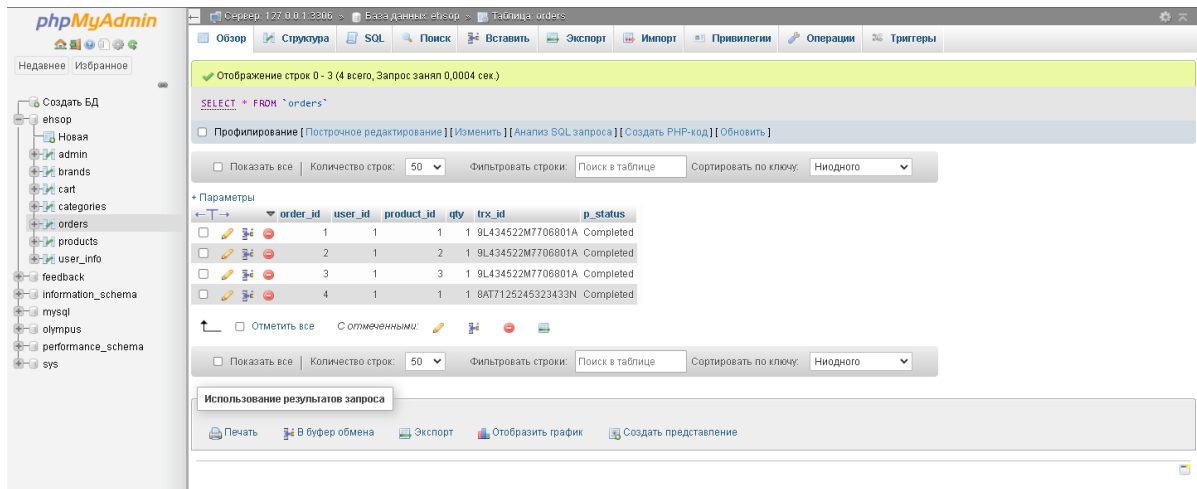 phpMyAdmin
Недавнее Избранное
Создать БД
ehsop
Новая
admin
brands
cart
categories
orders
products
user_info
feedback
information_schema
mysql
olympus
performance_schema
sys
Сервер: 127.0.0.1:3306 » База данных: ehsop » Таблица: orders
Обзор Структура SQL Поиск Вставить Экспорт Импорт Привилегии Операции Триггеры
Отображение строк 0 - 3 (4 всего, Запрос занял 0,0004 сек.)
SELECT * FROM `orders`
Профилирование [ Построчное редактирование ] [ Изменить ] [ Анализ SQL запроса ] [ Создать PHP-код ] [ Обновить ]
Показать все | Количество строк: 50 Фильтровать строки: Поиск в таблице Сортировать по ключу: Ниодного
+ Параметры
←T→ order_id user_id product_id qty trx_id p_status
1 1 1 1 9L434522M7706801A Completed
2 1 2 1 9L434522M7706801A Completed
3 1 3 1 9L434522M7706801A Completed
4 1 1 1 8AT7125245323433N Completed
Отметить все С отмеченными:
Показать все | Количество строк: 50 Фильтровать строки: Поиск в таблице Сортировать по ключу: Ниодного
Использование результатов запроса
Печать В буфер обмена Экспорт Отобразить график Создать представление